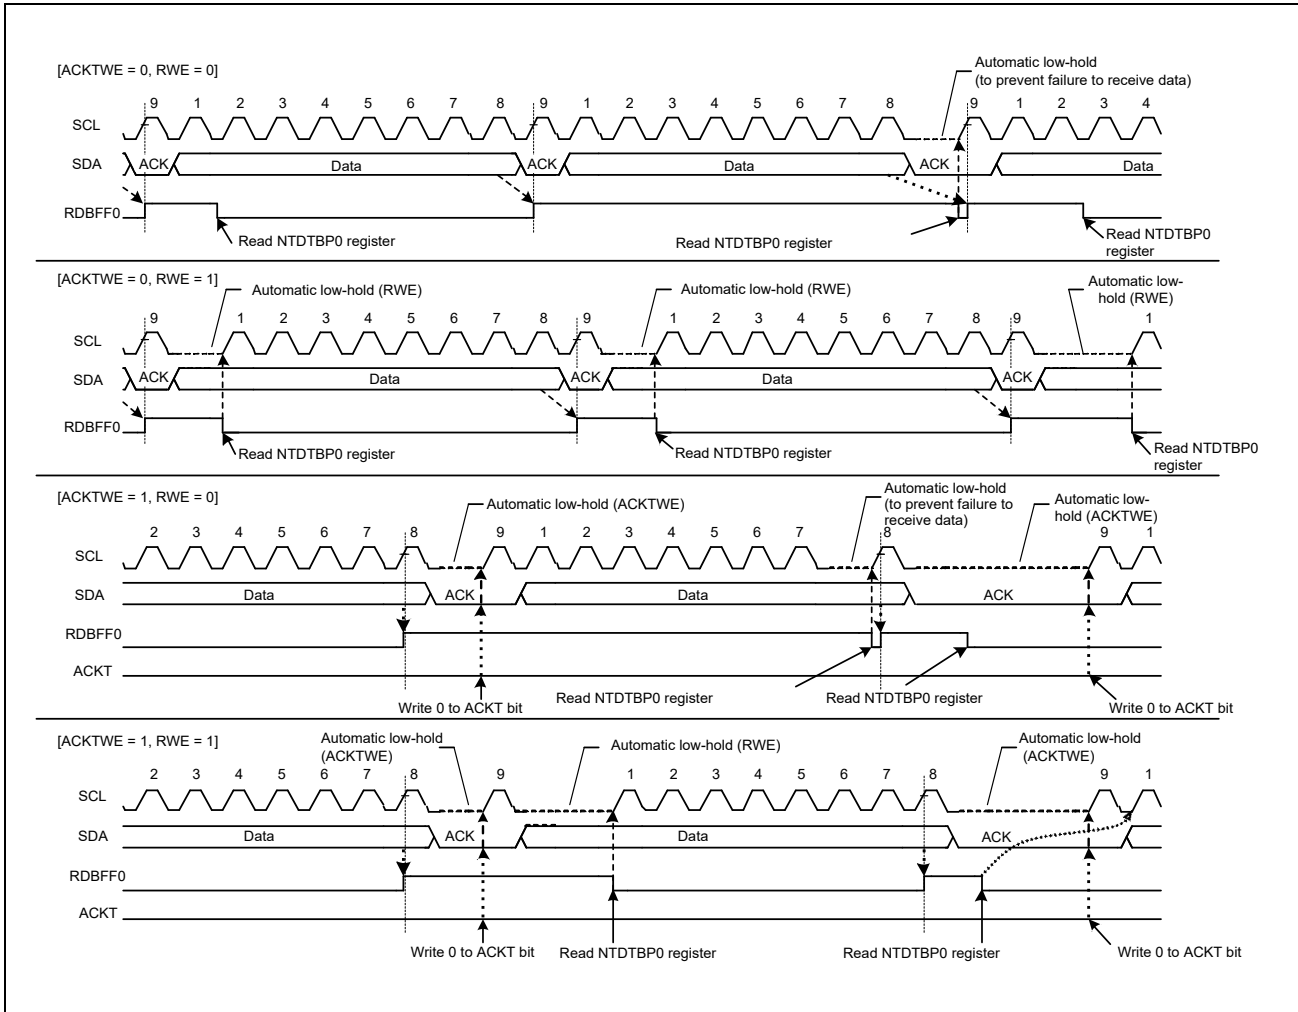 [ACKTWE = 0, RWE = 0]
Automatic low-hold
(to prevent failure to receive data)
9 1 2 3 4 5 6 7 8 9 1 2 3 4 5 6 7 8 9 1 2 3 4
SCL
SDA ACK Data ACK Data ACK Data
RDBFF0
Read NTDTBP0 register
Read NTDTBP0 register
Read NTDTBP0
register
[ACKTWE = 0, RWE = 1]
Automatic low-hold (RWE)
Automatic low-hold (RWE)
Automatic low-
hold (RWE)
9 1 2 3 4 5 6 7 8 9 1 2 3 4 5 6 7 8 9 1
SCL
SDA ACK Data ACK Data ACK
RDBFF0
Read NTDTBP0 register
Read NTDTBP0 register
Read NTDTBP0
register
[ACKTWE = 1, RWE = 0]
Automatic low-hold (ACKTWE)
Automatic low-hold
(to prevent failure to
receive data)
Automatic low-
hold (ACKTWE)
2 3 4 5 6 7 8 9 1 2 3 4 5 6 7 8 9 1
SCL
SDA Data ACK Data ACK
RDBFF0
ACKT
Write 0 to ACKT bit
Read NTDTBP0 register
Read NTDTBP0 register
Write 0 to ACKT bit
[ACKTWE = 1, RWE = 1]
Automatic low-hold
(ACKTWE)
Automatic low-hold (RWE)
Automatic low-hold
(ACKTWE)
2 3 4 5 6 7 8 9 1 2 3 4 5 6 7 8 9 1
SCL
SDA Data ACK Data ACK
RDBFF0
ACKT
Write 0 to ACKT bit
Read NTDTBP0 register
Read NTDTBP0 register
Write 0 to ACKT bit